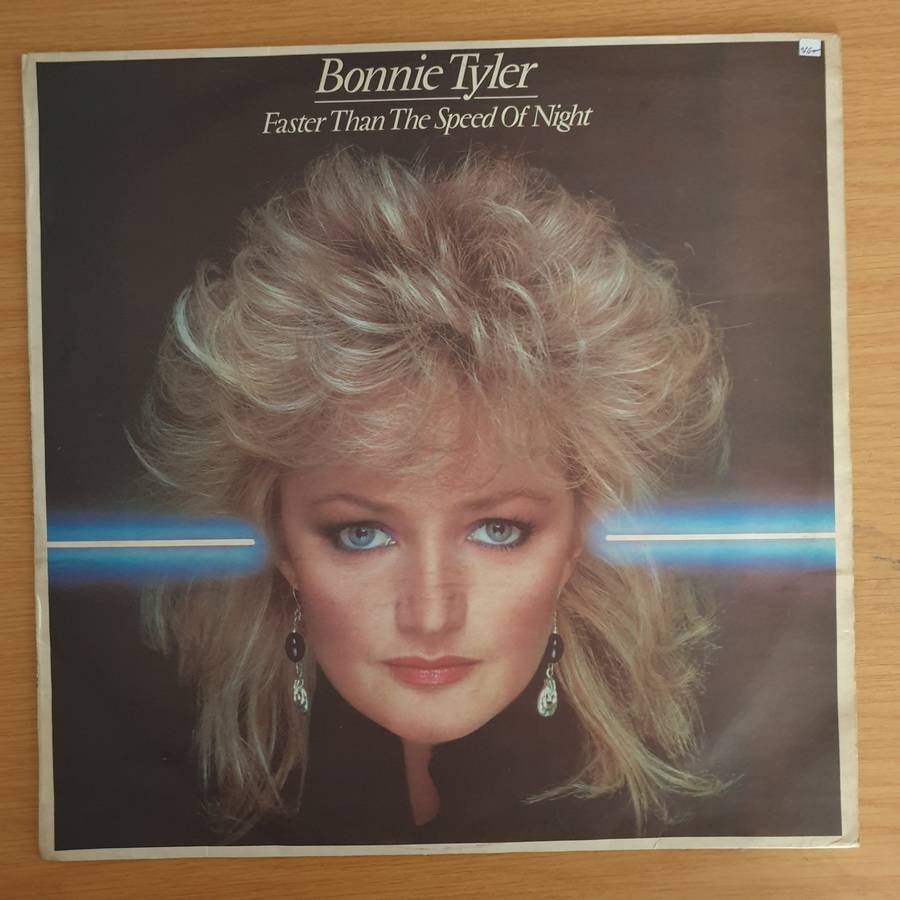 Bonnie Tyler
Faster Than The Speed Of Night